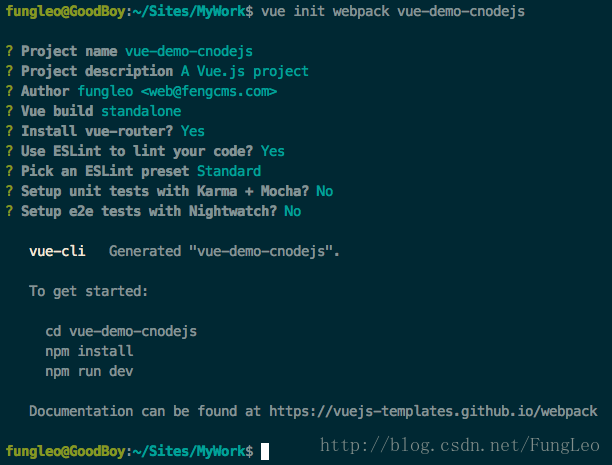 fungleo@GoodBoy:~/Sites/MyWork$ vue init webpack vue-demo-cnodejs
? Project name vue-demo-cnodejs
? Project description A Vue.js project
? Author fungleo <web@fengcms.com>
? Vue build standalone
? Install vue-router? Yes
? Use ESLint to lint your code? Yes
? Pick an ESLint preset Standard
? Setup unit tests with Karma + Mocha? No
? Setup e2e tests with Nightwatch? No
vue-cli Generated "vue-demo-cnodejs".
To get started:
cd vue-demo-cnodejs
npm install
npm run dev
Documentation can be found at https://vuejs-templates.github.io/webpack
fungleo@GoodBoy:~/Sites/MyWork$
http://blog.csdn.net/FungLeo